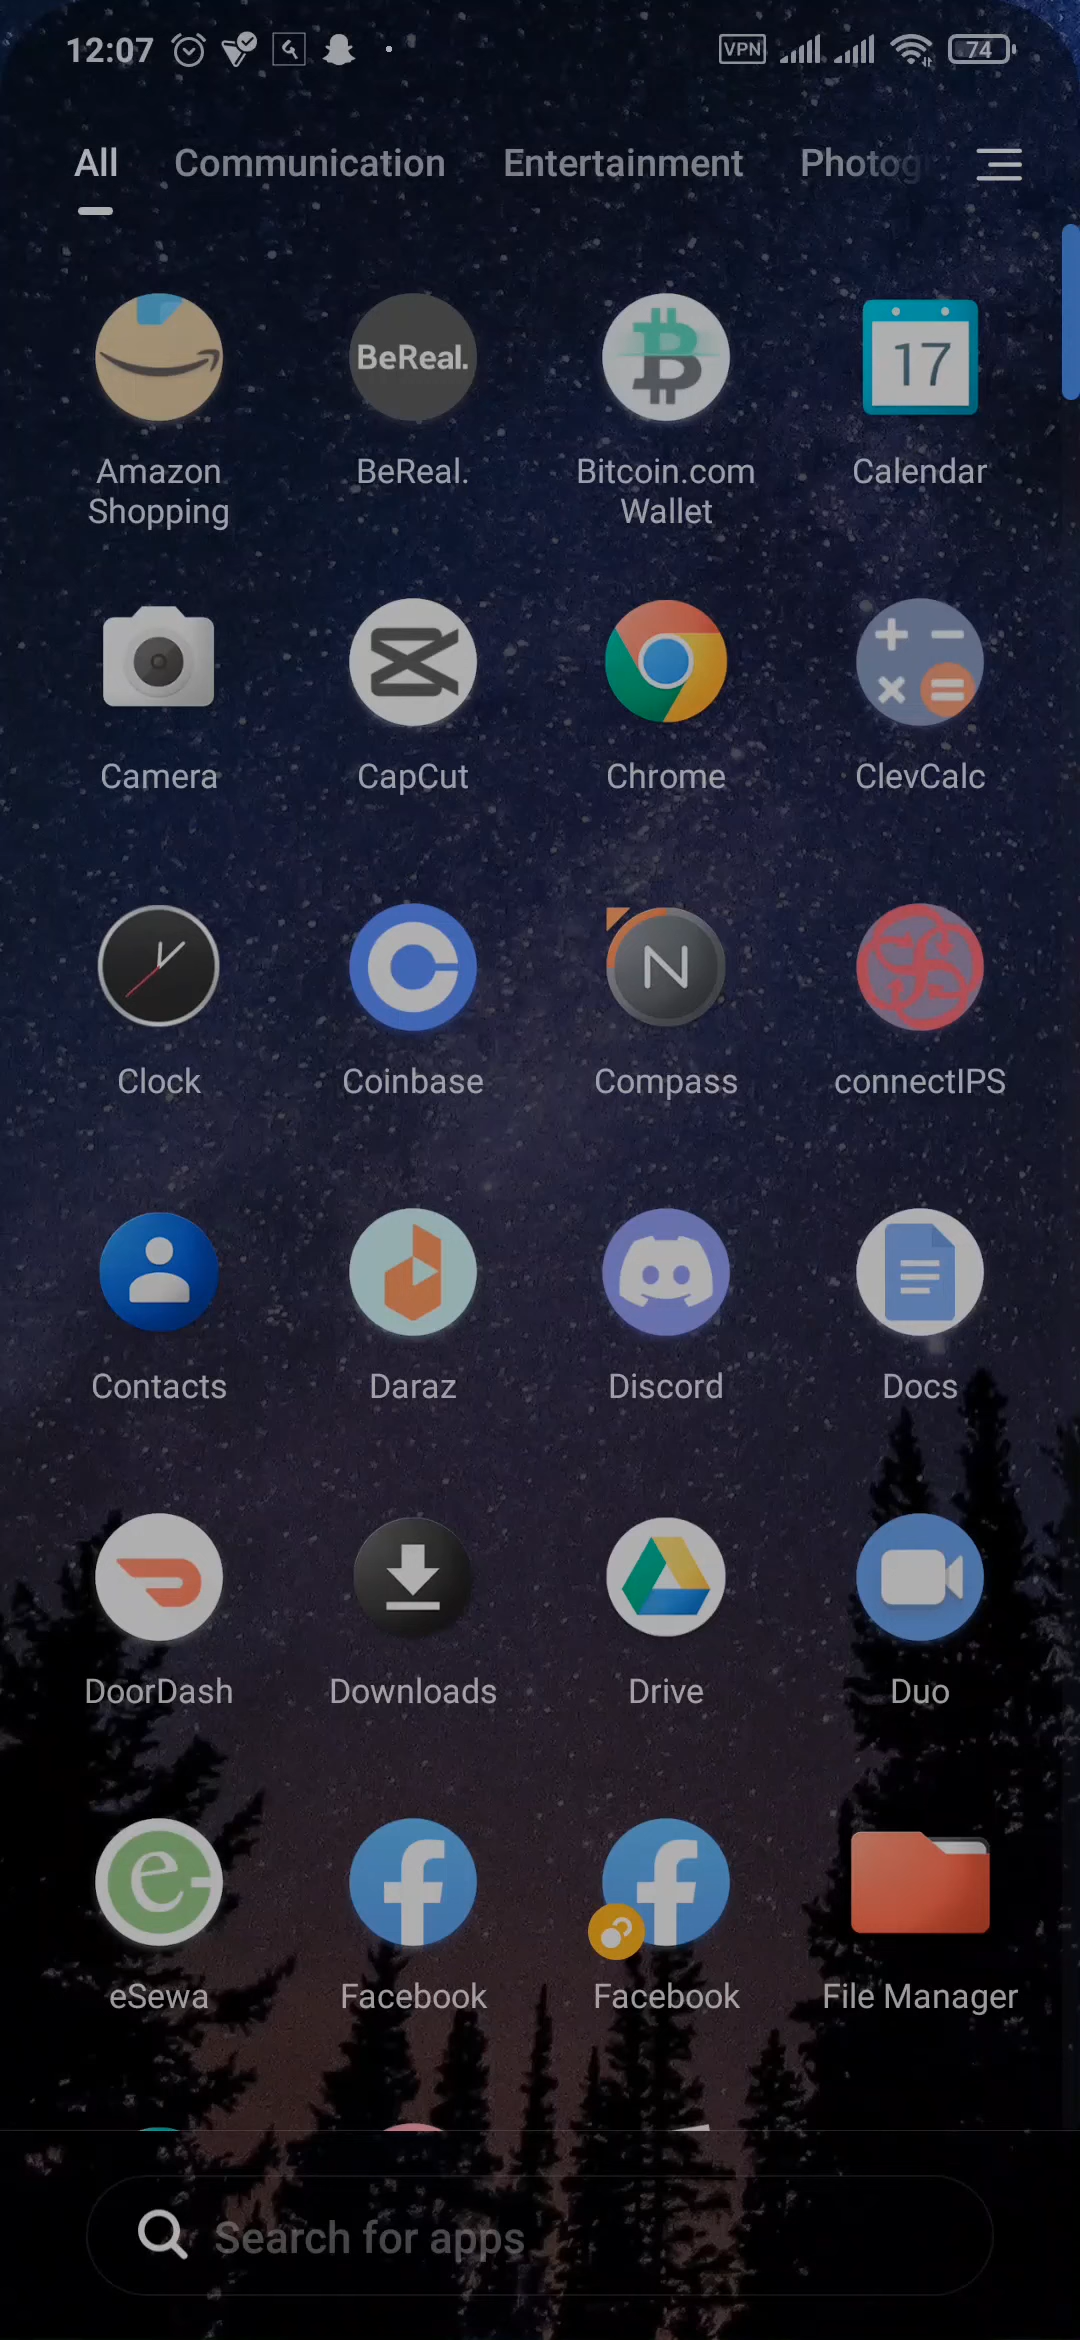 12:07 VPN 74
All Communication Entertainment Photog
BeReal. 17
Amazon Shopping BeReal. Bitcoin.com Wallet Calendar
Camera CapCut Chrome ClevCalc
N
Clock Coinbase Compass connectIPS
Contacts Daraz Discord Docs
DoorDash Downloads Drive Duo
eSewa Facebook Facebook File Manager
Search for apps